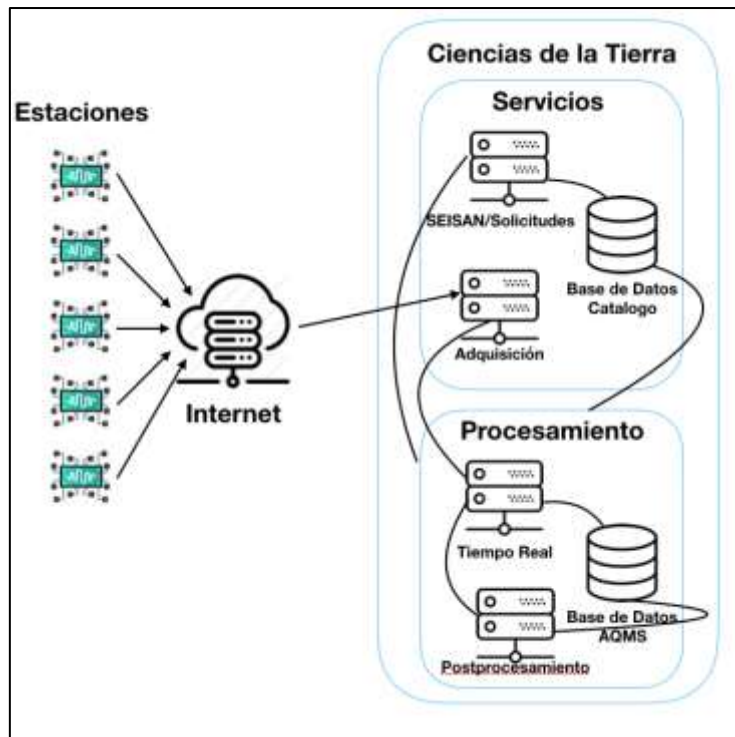 Ciencias de la Tierra
Estaciones
Servicios
SEISAN/Solicitudes
Base de Datos
Catalogo
Adquisición
Internet
Procesamiento
Tiempo Real
Base de Datos
AQMS
Postprocesamiento